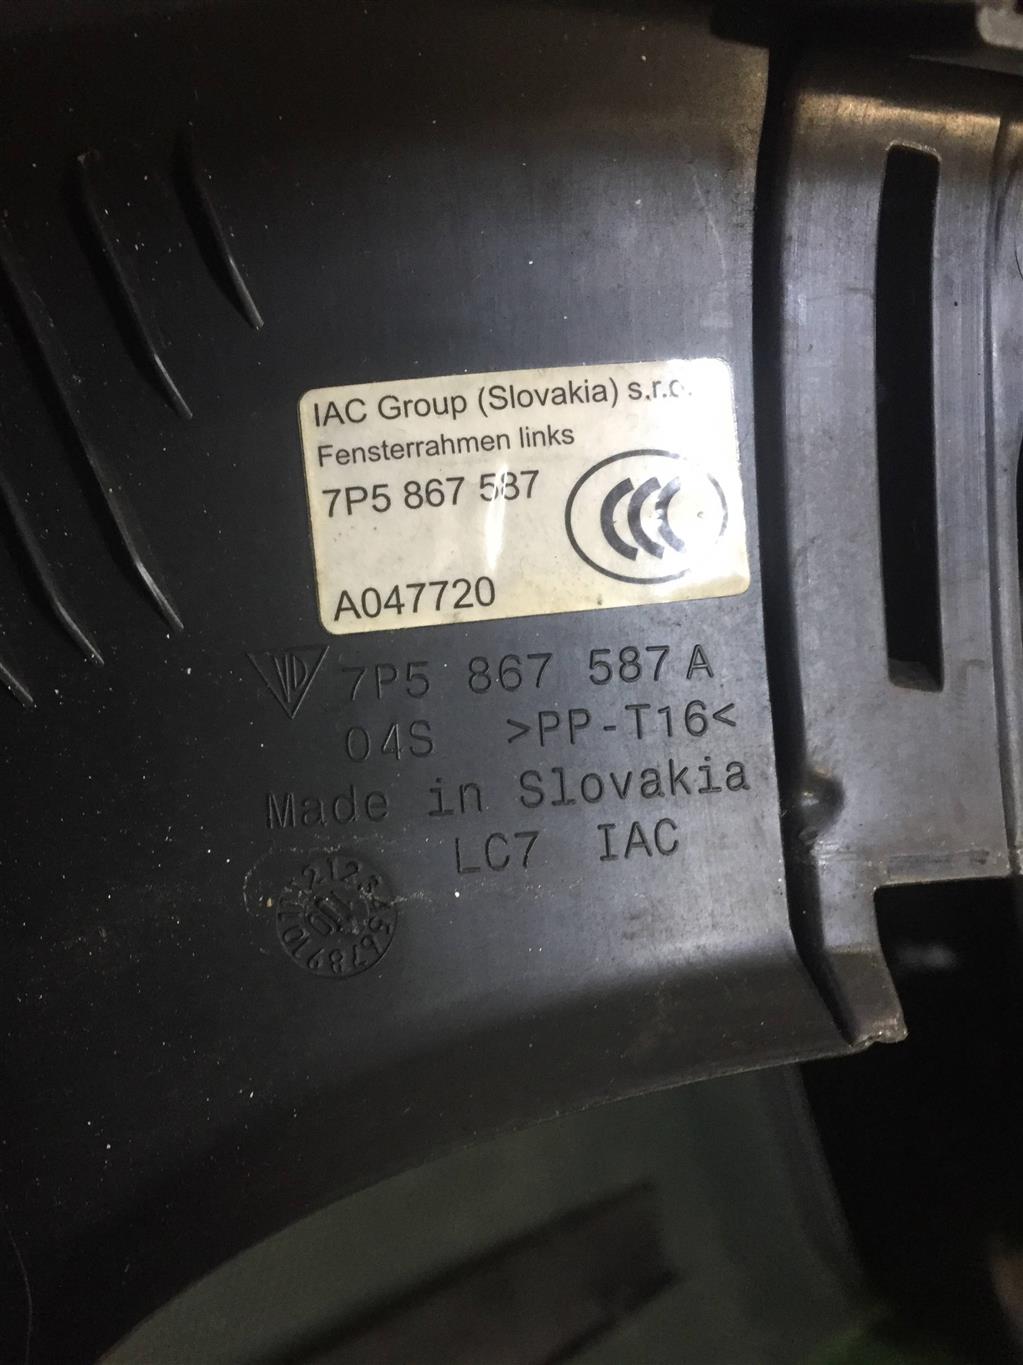 IAC Group (Slovakia) s.r.o.
Fensterrahmen links
7P5 867 587
A047720
7P5 867 587 A
04S >PP-T16<
Made in Slovakia
LC7 IAC